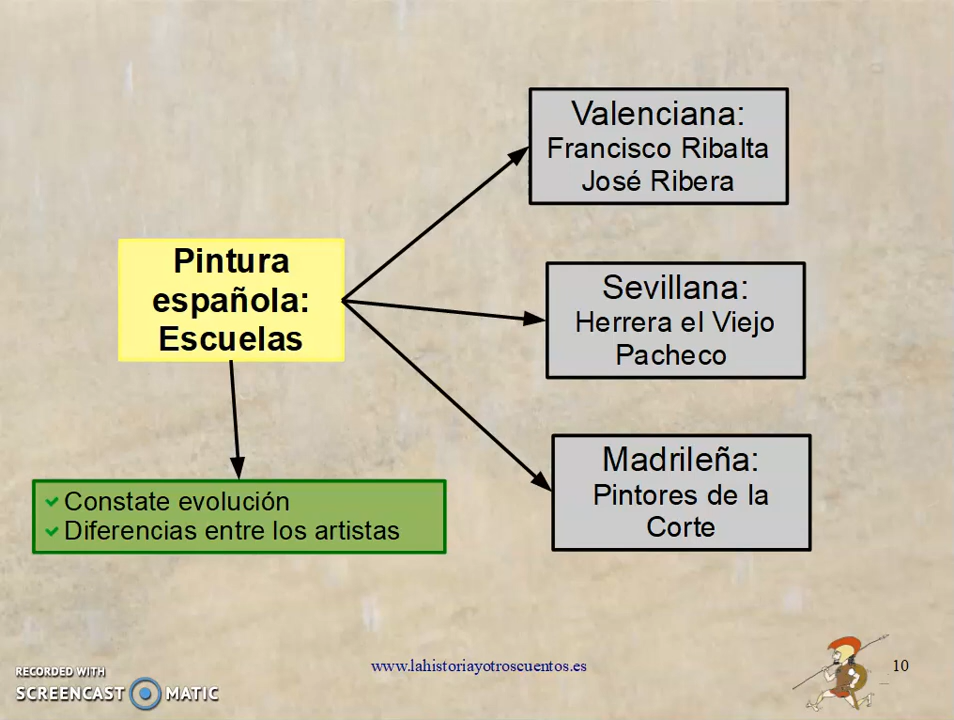 Valenciana:
Francisco Ribalta
José Ribera
Pintura
española:
Escuelas
Sevillana:
Herrera el Viejo
Pacheco
Madrileña:
Pintores de la
Corte
Constate evolución
Diferencias entre los artistas
www.lahistoriayotroscuentos.es
10
RECORDED WITH
SCREENCAST MATIC